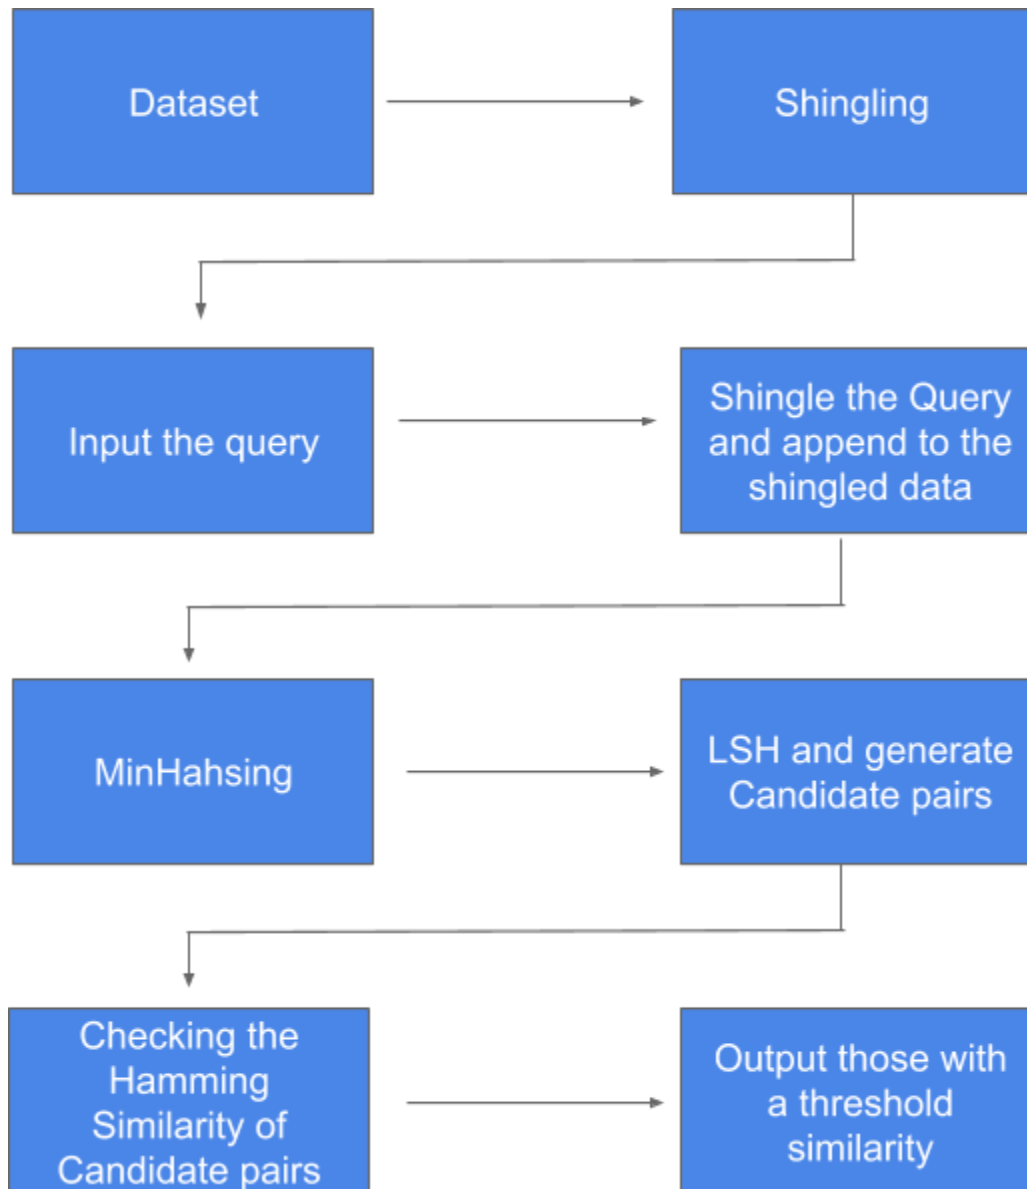 Dataset
Shingling
Input the query
Shingle the Query
and append to the
shingled data
MinHahsing
LSH and generate
Candidate pairs
Checking the
Hamming
Similarity of
Candidate pairs
Output those with
a threshold
similarity